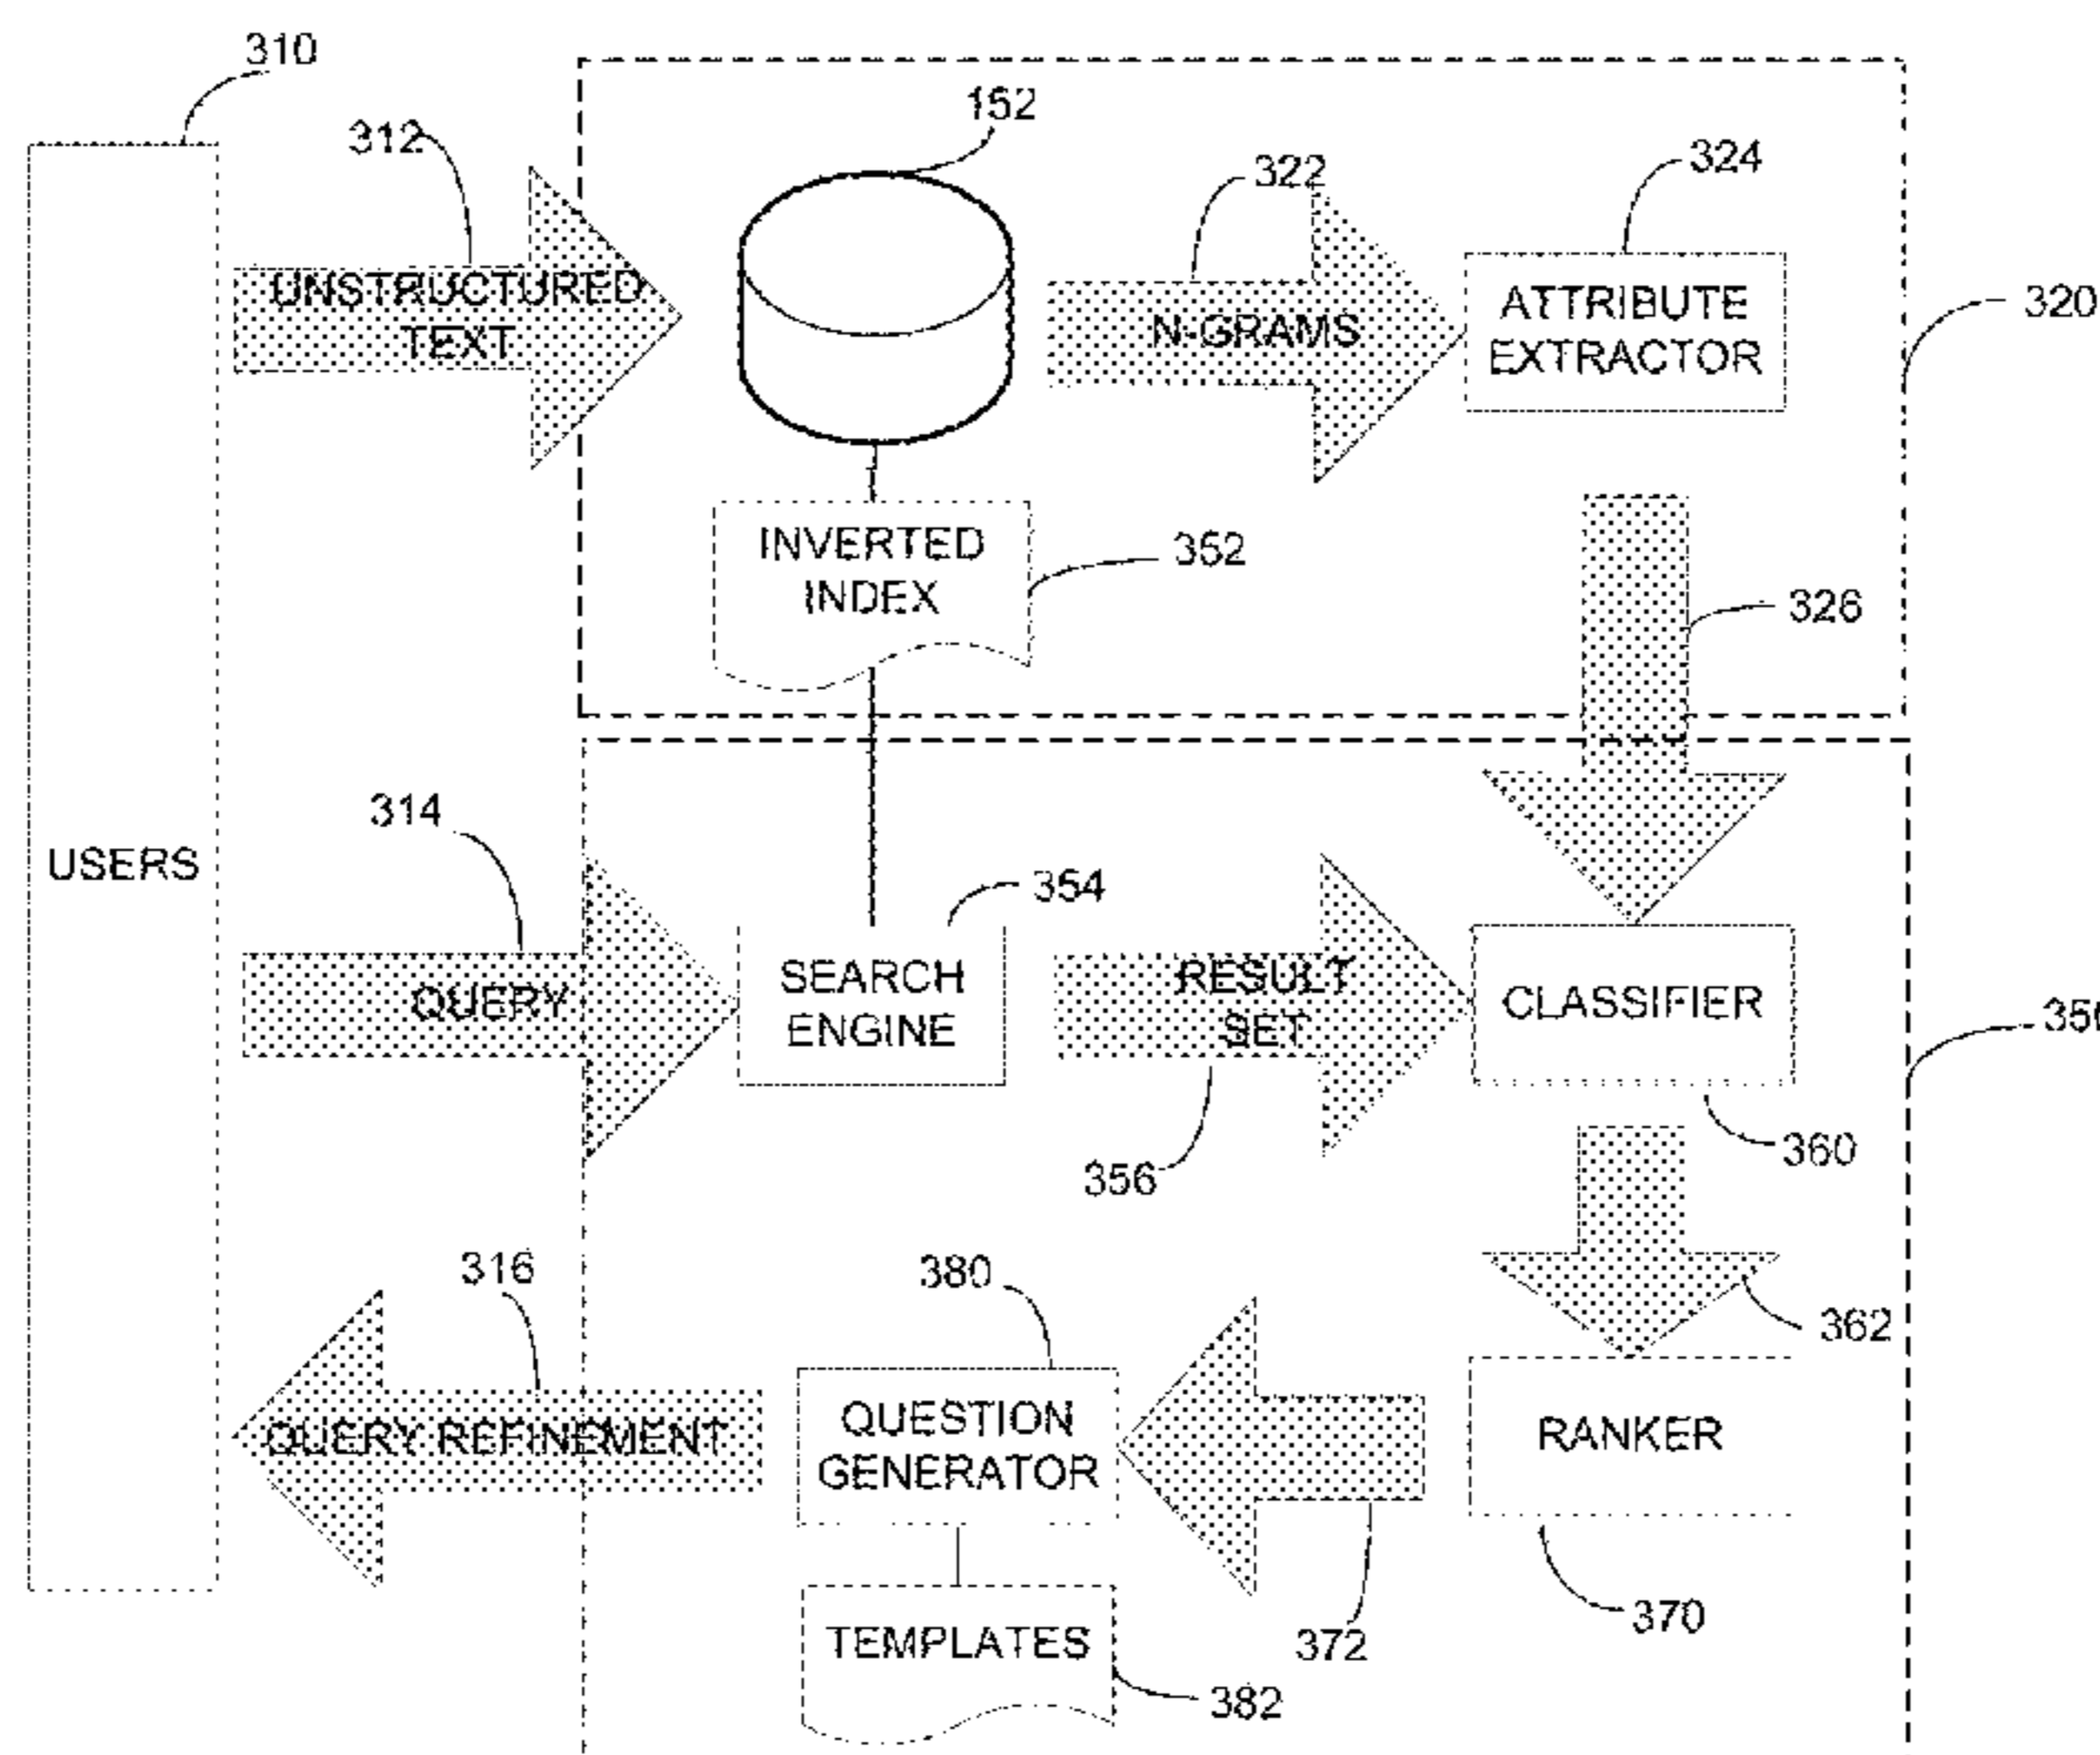 310
152
312
322
324
UNSTRUCTURED
TEXT
N-GRAMS
ATTRIBUTE
EXTRACTOR
320
INVERTED
INDEX
352
326
314
USERS
354
QUERY
SEARCH
ENGINE
RESULT
SET
CLASSIFIER
356
360
316
380
362
QUERY REFINEMENT
QUESTION
GENERATOR
RANKER
370
372
TEMPLATES
382